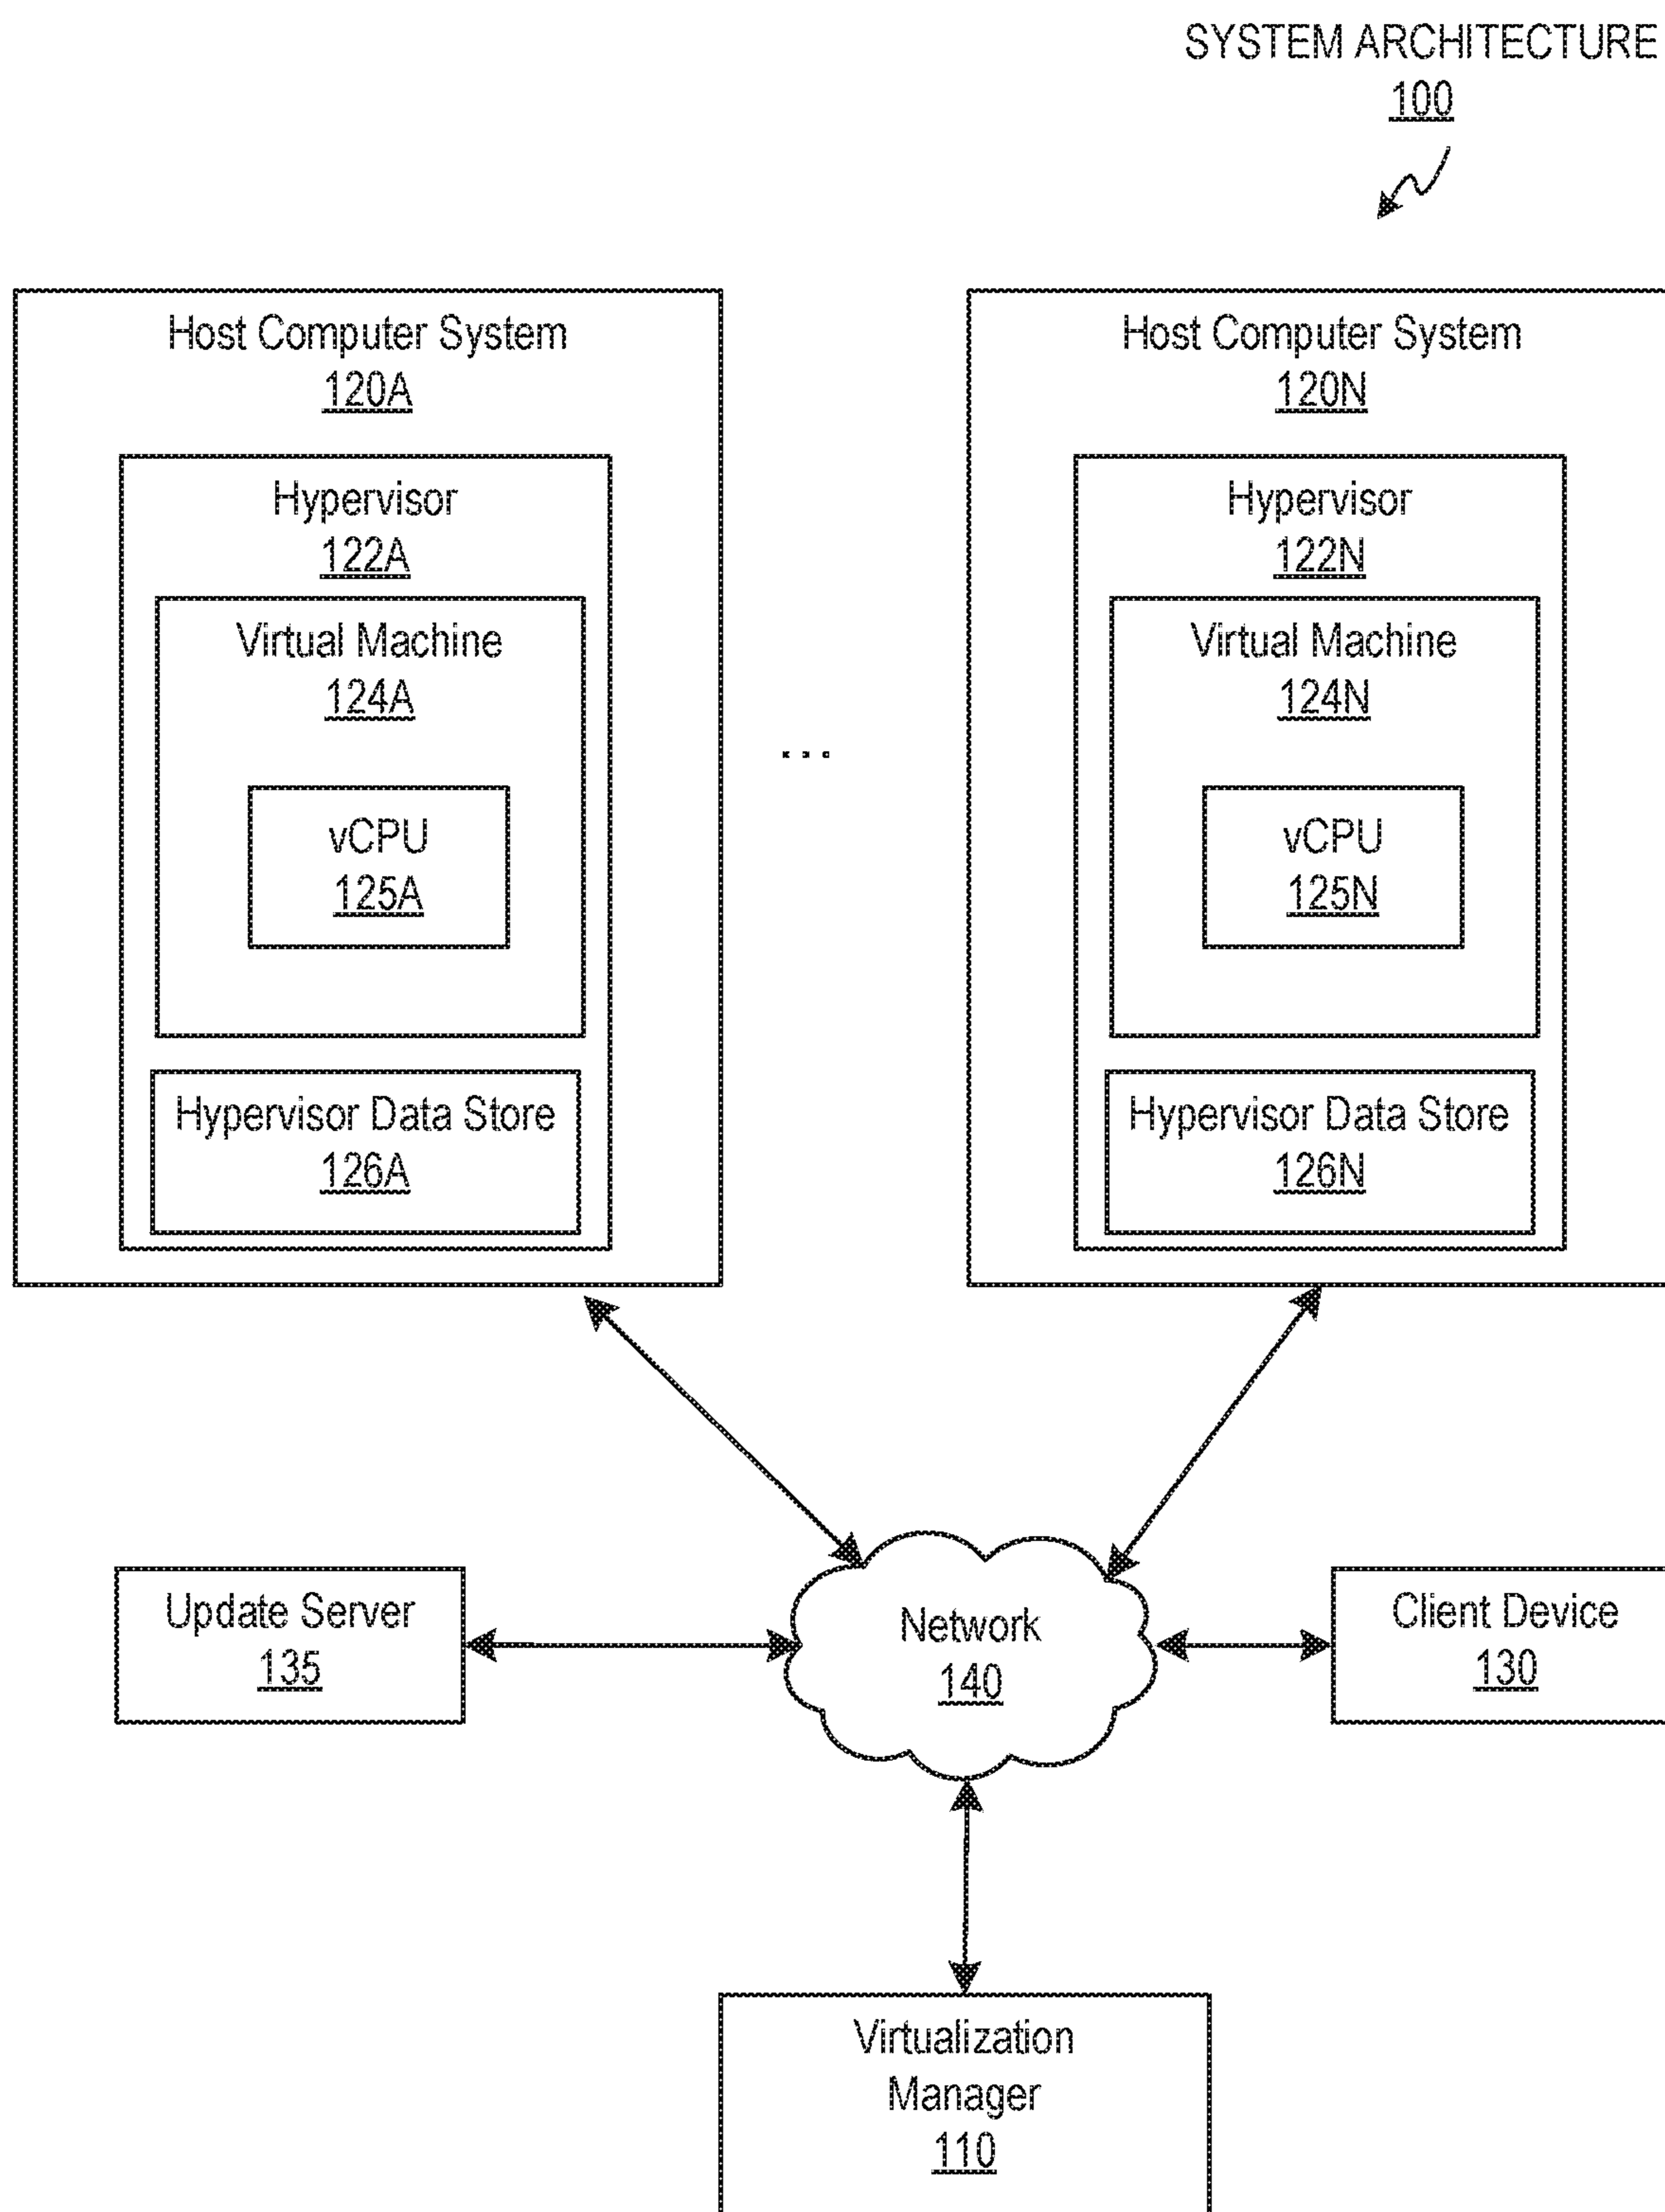 SYSTEM ARCHITECTURE
100
Host Computer System
120A
Hypervisor
122A
Virtual Machine
124A
vCPU
125A
Hypervisor Data Store
126A
...
Host Computer System
120N
Hypervisor
122N
Virtual Machine
124N
vCPU
125N
Hypervisor Data Store
126N
Update Server
135
Network
140
Client Device
130
Virtualization
Manager
110